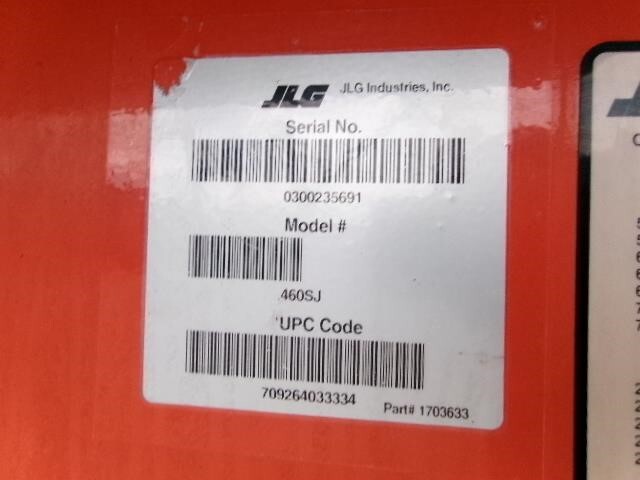 JLG JLG Industries, Inc.
Serial No.
0300235691
Model #
460SJ
'UPC Code
709264033334
Part# 1703633